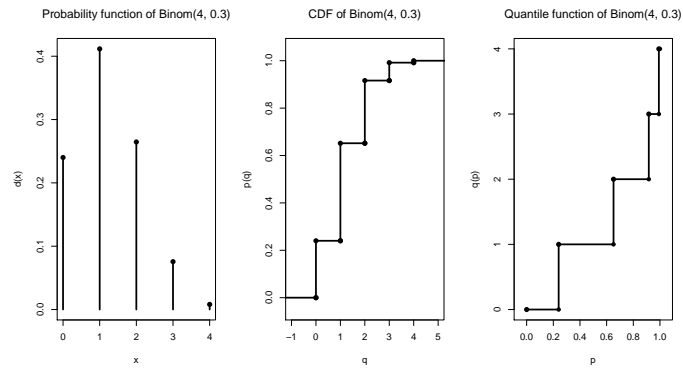 Probability function of Binom(4, 0.3)
0.4
0.3
0.2
0.1
0.0
d(x)
0 1 2 3 4
x
CDF of Binom(4, 0.3)
1.0
0.8
0.6
0.4
0.2
0.0
p(q)
−1 0 1 2 3 4 5
q
Quantile function of Binom(4, 0.3)
4
3
2
1
0
q(p)
0.0 0.2 0.4 0.6 0.8 1.0
p